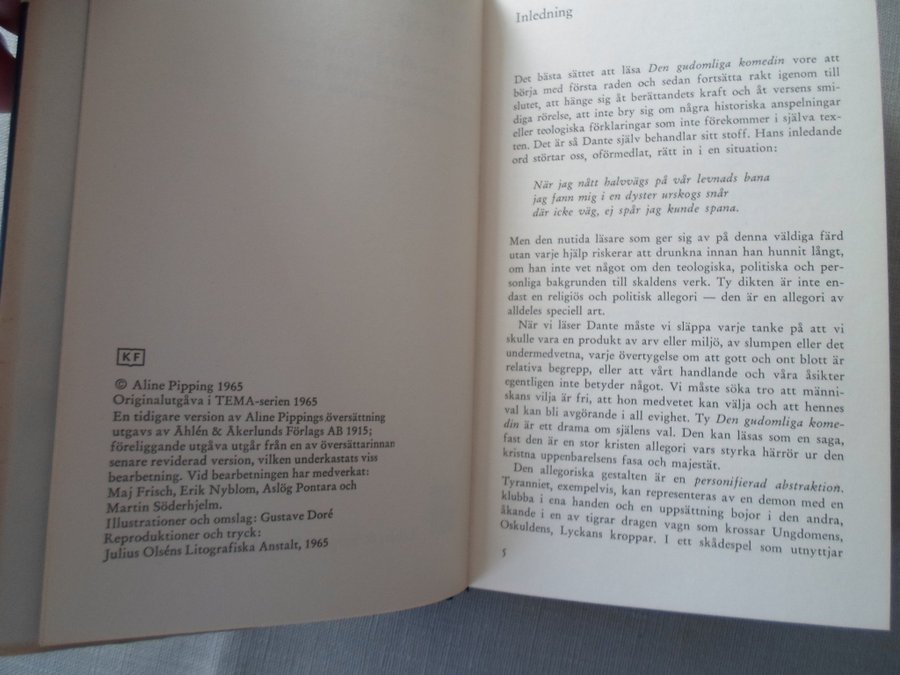 KF
© Aline Pipping 1965
Originalutgåva i TEMA-serien 1965
En tidigare version av Aline Pippings översättning
utgavs av Åhlén & Åkerlunds Förlags AB 1915;
föreliggande utgåva utgår från en av översättarinnan
senare reviderad version, vilken underkastats viss
bearbetning. Vid bearbetningen har medverkat:
Maj Frisch, Erik Nyblom, Aslög Pontara och
Martin Söderhjelm.
Illustrationer och omslag: Gustave Doré
Reproduktioner och tryck:
Julius Olséns Litografiska Anstalt, 1965
Inledning
Det bästa sättet att läsa Den gudomliga komedin vore att
börja med första raden och sedan fortsätta rakt igenom till
slutet, att hänge sig åt berättandets kraft och åt versens smi-
diga rörelse, att inte bry sig om några historiska anspelningar
eller teologiska förklaringar som inte förekommer i själva tex-
ten. Det är så Dante själv behandlar sitt stoff. Hans inledande
ord störtar oss, oförmedlat, rätt in i en situation:
När jag nått halvvägs på vår levnads bana
jag fann mig i en dyster urskogs snår
där icke väg, ej spår jag kunde spana.
Men den nutida läsare som ger sig av på denna väldiga färd
utan varje hjälp riskerar att drunkna innan han hunnit långt,
om han inte vet något om den teologiska, politiska och per-
sonliga bakgrunden till skaldens verk. Ty dikten är inte en-
dast en religiös och politisk allegori — den är en allegori av
alldeles speciell art.
När vi läser Dante måste vi släppa varje tanke på att vi
skulle vara en produkt av arv eller miljö, av slumpen eller det
undermedvetna, varje övertygelse om att gott och ont blott är
relativa begrepp, eller att vårt handlande och våra åsikter
egentligen inte betyder något. Vi måste söka tro att männi-
skans vilja är fri, att hon medvetet kan välja och att hennes
val kan bli avgörande i all evighet. Ty Den gudomliga kome-
din är ett drama om själens val. Den kan läsas som en saga,
fast den är en stor kristen allegori vars styrka härrör ur den
kristna uppenbarelsens fasa och majestät.
Den allegoriska gestalten är en personifierad abstraktion.
Tyranniet, exempelvis, kan representeras av en demon med en
klubba i ena handen och en uppsättning bojor i den andra,
åkande i en av tigrar dragen vagn som krossar Ungdomens,
Oskuldens, Lyckans kroppar. I ett skådespel som utnyttjar
5